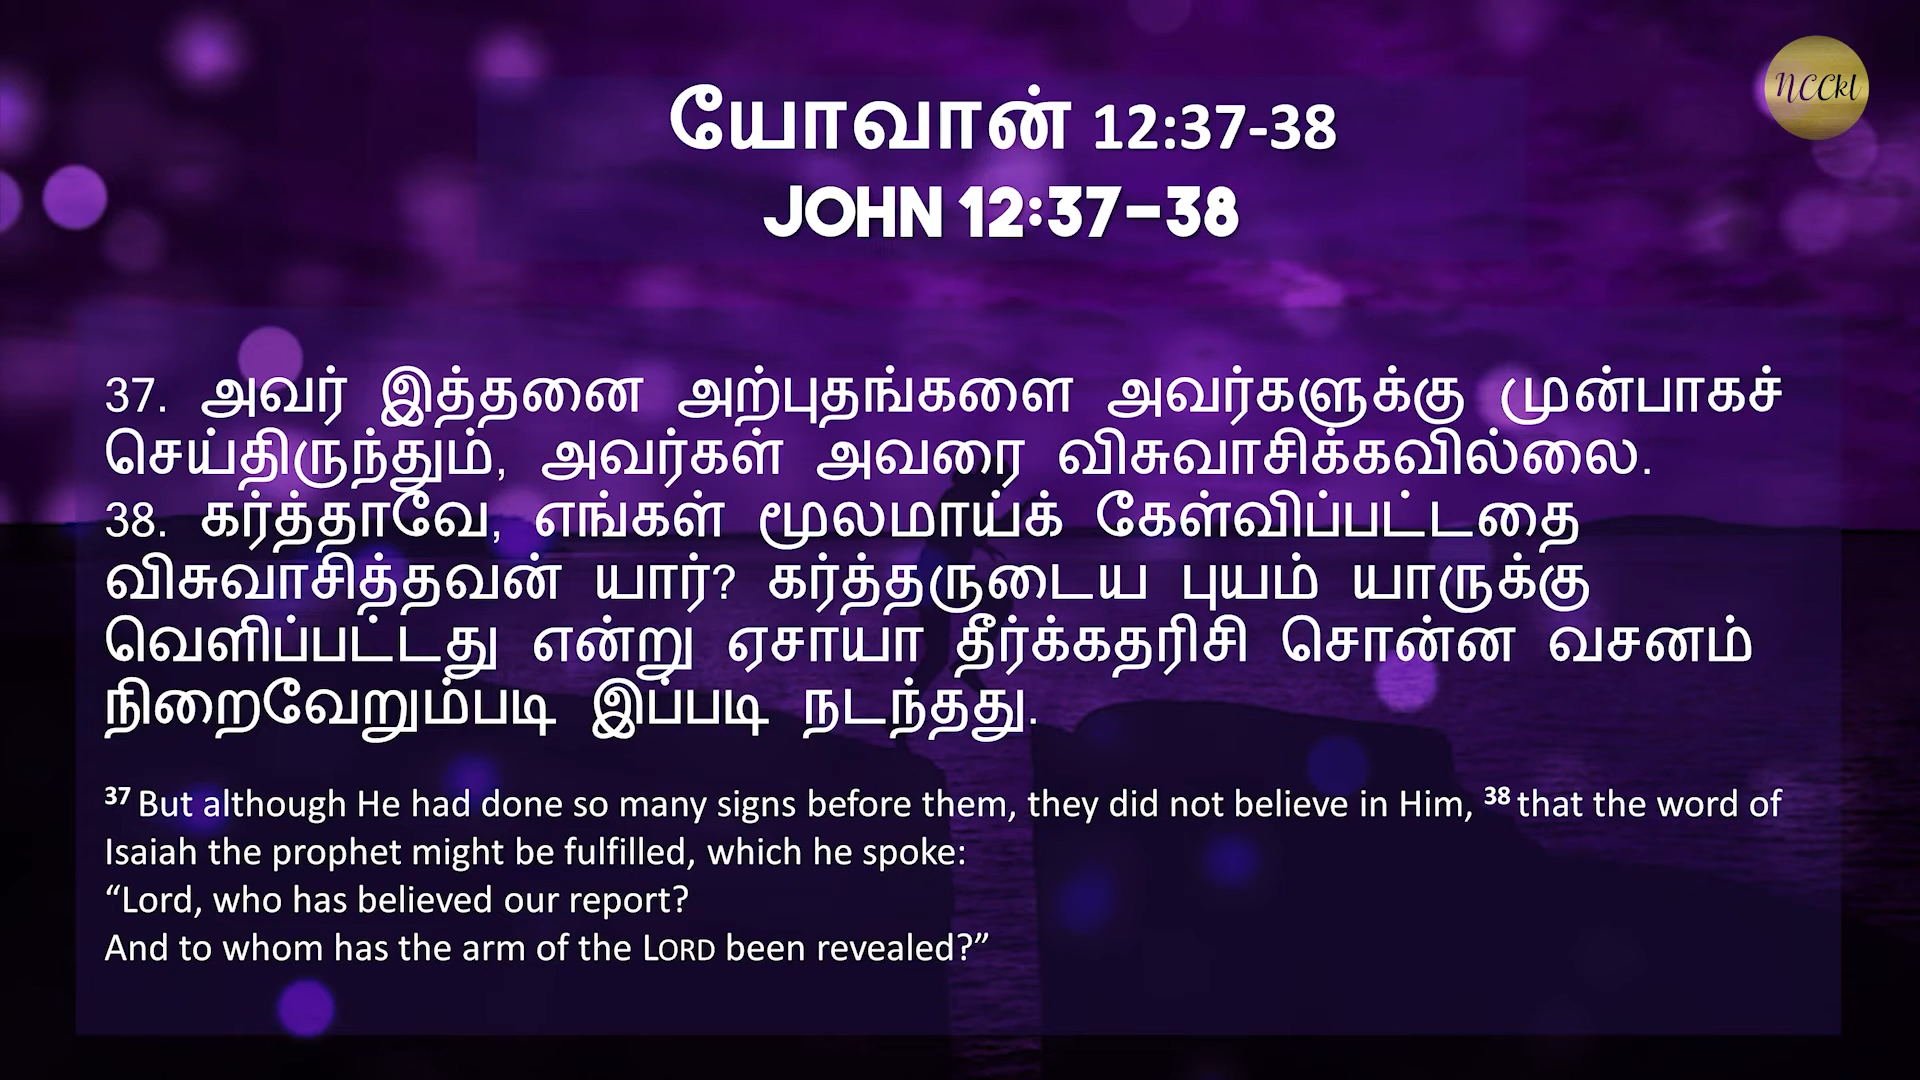 NCCkl
யோவான் 12:37-38
JOHN 12:37-38
37. அவர் இத்தனை அற்புதங்களை அவர்களுக்கு முன்பாகச்
செய்திருந்தும், அவர்கள் அவரை விசுவாசிக்கவில்லை.
38. கர்த்தாவே, எங்கள் மூலமாய்க் கேள்விப்பட்டதை
விசுவாசித்தவன் யார்? கர்த்தருடைய புயம் யாருக்கு
வெளிப்பட்டது என்று ஏசாயா தீர்க்கதரிசி சொன்ன வசனம்
நிறைவேறும்படி இப்படி நடந்தது.
37 But although He had done so many signs before them, they did not believe in Him, 38 that the word of
Isaiah the prophet might be fulfilled, which he spoke:
“Lord, who has believed our report?
And to whom has the arm of the LORD been revealed?”